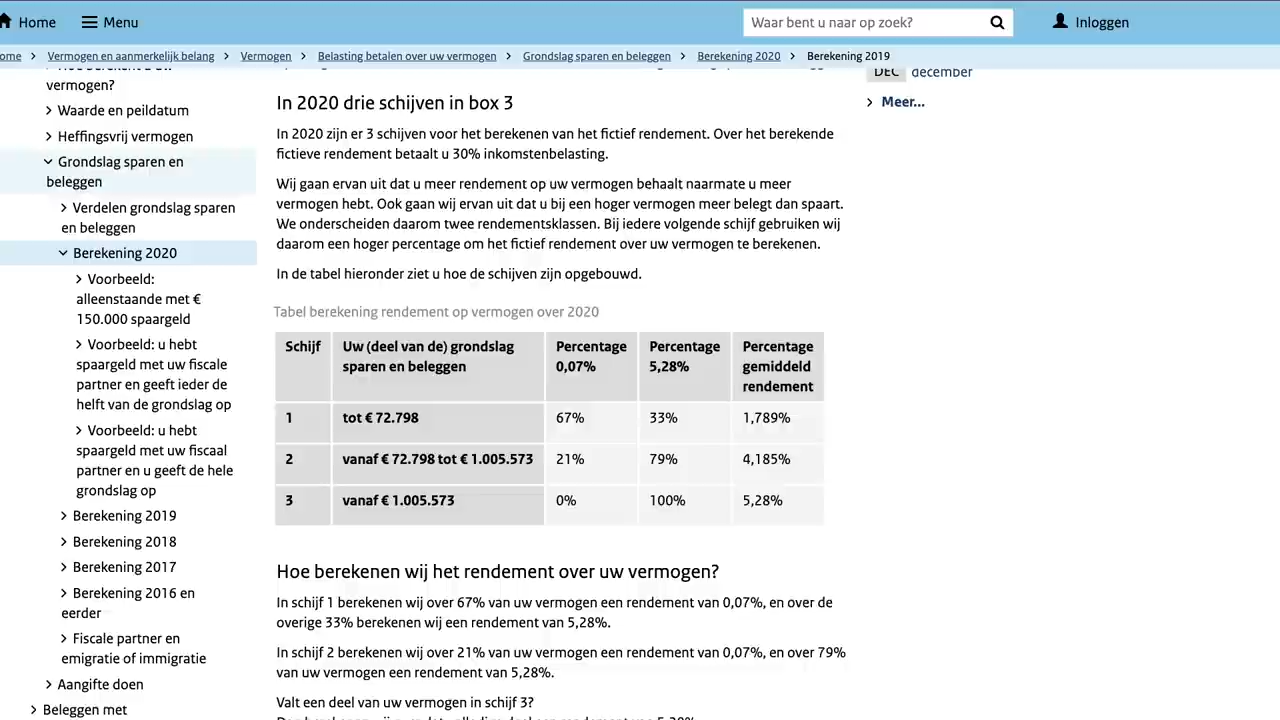 Home
Menu
Waar bent u naar op zoek?
Inloggen
ome > Vermogen en aanmerkelijk belang > Vermogen > Belasting betalen over uw vermogen > Grondslag sparen en beleggen > Berekening 2020 > Berekening 2019
vermogen?
> Waarde en peildatum
> Heffingsvrij vermogen
Grondslag sparen en
beleggen
> Verdelen grondslag sparen
en beleggen
Berekening 2020
> Voorbeeld:
alleenstaande met €
150.000 spaargeld
> Voorbeeld: u hebt
spaargeld met uw fiscale
partner en geeft ieder de
helft van de grondslag op
> Voorbeeld: u hebt
spaargeld met uw fiscaal
partner en u geeft de hele
grondslag op
> Berekening 2019
> Berekening 2018
> Berekening 2017
> Berekening 2016 en
eerder
> Fiscale partner en
emigratie of immigratie
> Aangifte doen
> Beleggen met
In 2020 drie schijven in box 3
In 2020 zijn er 3 schijven voor het berekenen van het fictief rendement. Over het berekende
fictieve rendement betaalt u 30% inkomstenbelasting.
Wij gaan ervan uit dat u meer rendement op uw vermogen behaalt naarmate u meer
vermogen hebt. Ook gaan wij ervan uit dat u bij een hoger vermogen meer belegt dan spaart.
We onderscheiden daarom twee rendementsklassen. Bij iedere volgende schijf gebruiken wij
daarom een hoger percentage om het fictief rendement over uw vermogen te berekenen.
In de tabel hieronder ziet u hoe de schijven zijn opgebouwd.
Tabel berekening rendement op vermogen over 2020
Schijf Uw (deel van de) grondslag Percentage Percentage Percentage
sparen en beleggen 0,07% 5,28% gemiddeld
rendement
1 tot € 72.798 67% 33% 1,789%
2 vanaf € 72.798 tot € 1.005.573 21% 79% 4,185%
3 vanaf € 1.005.573 0% 100% 5,28%
Hoe berekenen wij het rendement over uw vermogen?
In schijf 1 berekenen wij over 67% van uw vermogen een rendement van 0,07%, en over de
overige 33% berekenen wij een rendement van 5,28%.
In schijf 2 berekenen wij over 21% van uw vermogen een rendement van 0,07%, en over 79%
van uw vermogen een rendement van 5,28%.
Valt een deel van uw vermogen in schijf 3?
DEC december
> Meer...